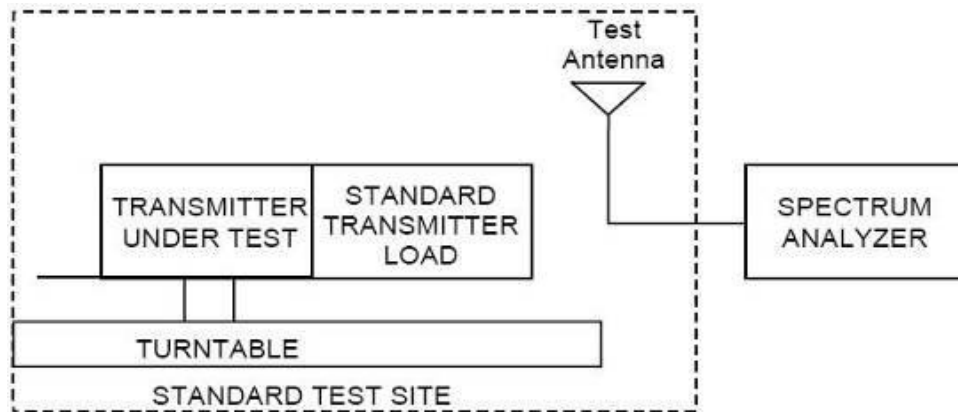 Test
Antenna
TRANSMITTER
UNDER TEST
STANDARD
TRANSMITTER
LOAD
SPECTRUM
ANALYZER
TURNTABLE
STANDARD TEST SITE